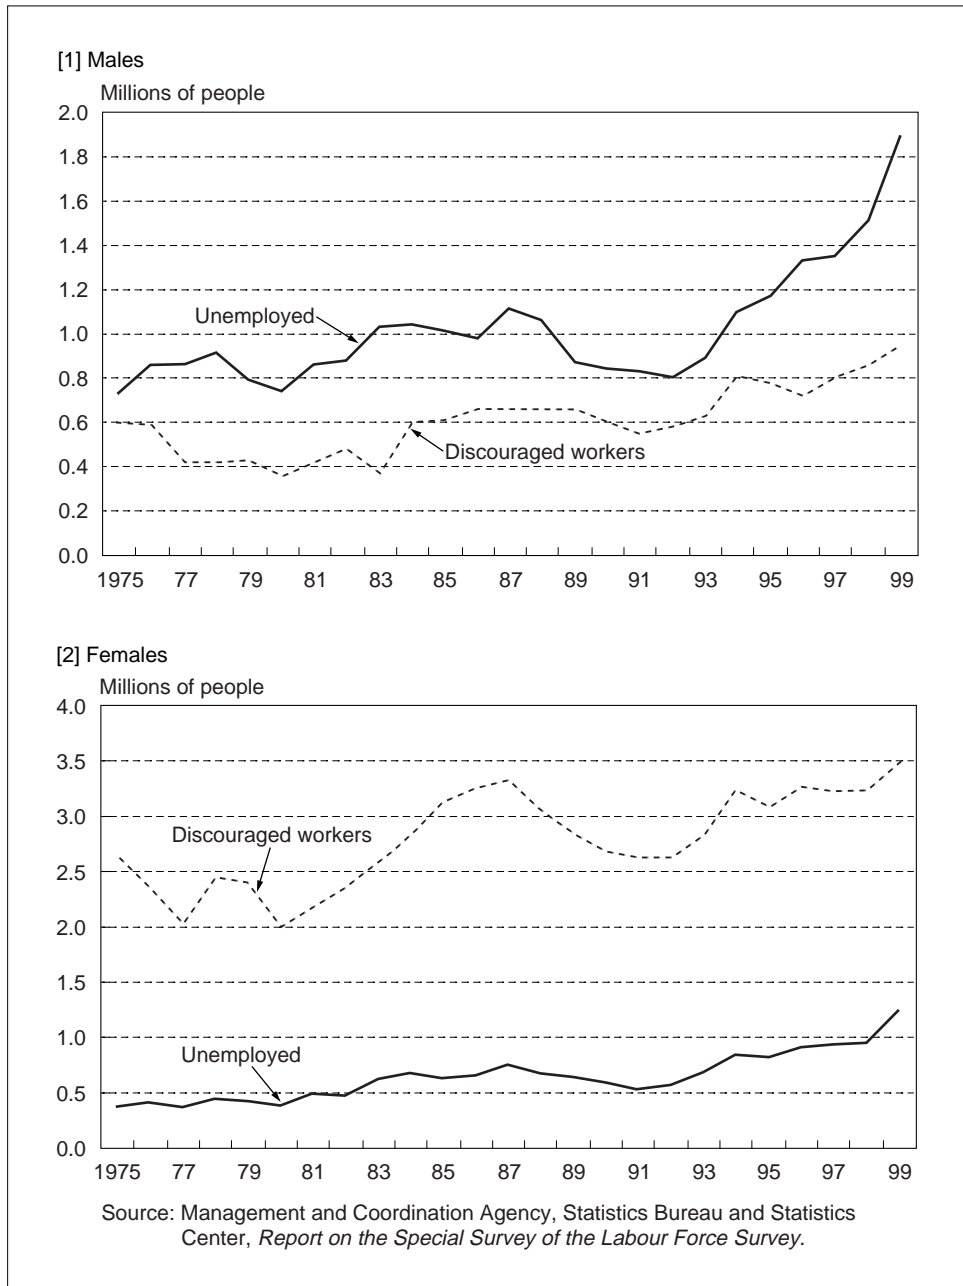 [1] Males
Millions of people
2.0
1.8
1.6
1.4
1.2
Unemployed
1.0
0.8
0.6
Discouraged workers
0.4
0.2
0.0
1975 77 79 81 83 85 87 89 91 93 95 97 99
[2] Females
Millions of people
4.0
3.5
3.0
Discouraged workers
2.5
2.0
1.5
1.0
Unemployed
0.5
0.0
1975 77 79 81 83 85 87 89 91 93 95 97 99
Source: Management and Coordination Agency, Statistics Bureau and Statistics
Center, Report on the Special Survey of the Labour Force Survey.